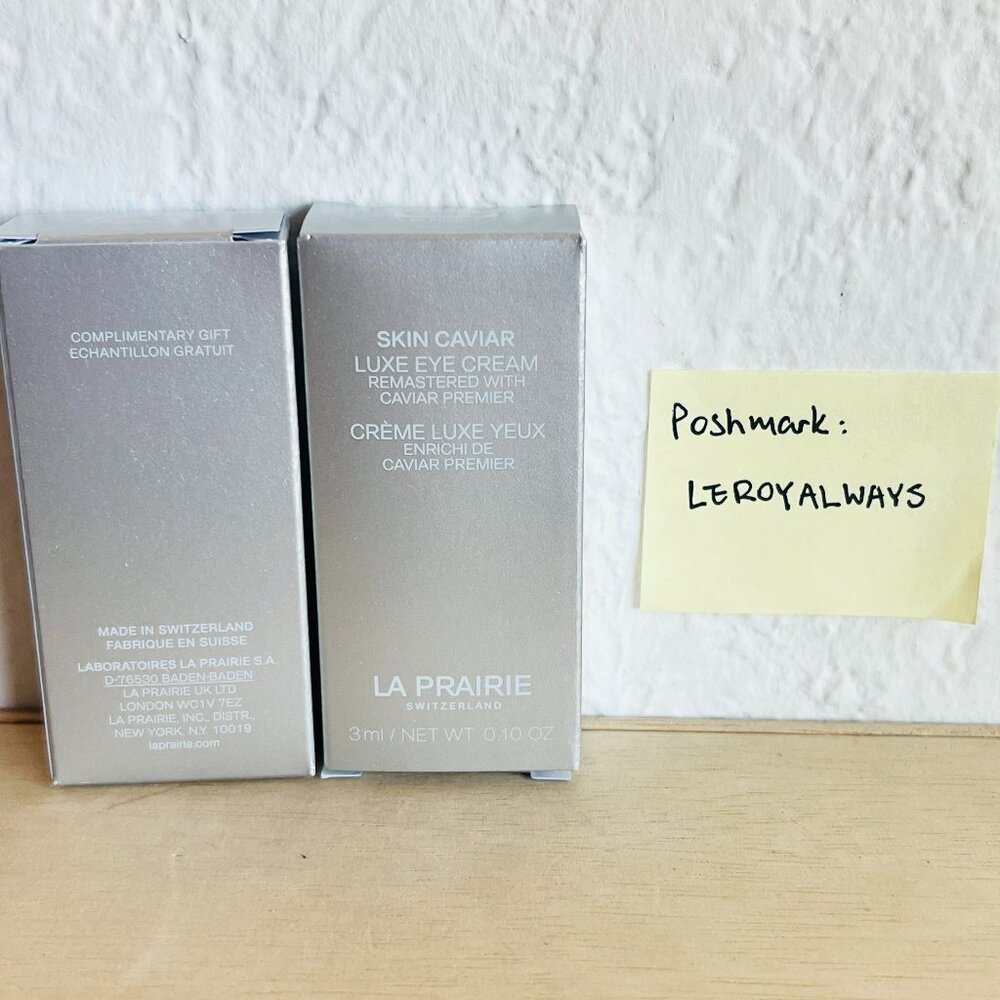 COMPLIMENTARY GIFT
ECHANTILLON GRATUIT
MADE IN SWITZERLAND
FABRIQUE EN SUISSE
LABORATOIRES LA PRAIRIE S.A.
D-76530 BADEN-BADEN
LA PRAIRIE UK LTD
LONDON WC1V 7EZ
LA PRAIRIE, INC., DISTR.,
NEW YORK, N.Y. 10019
laprairie.com
SKIN CAVIAR
LUXE EYE CREAM
REMASTERED WITH
CAVIAR PREMIER
CRÈME LUXE YEUX
ENRICHI DE
CAVIAR PREMIER
LA PRAIRIE
SWITZERLAND
3 ml / NET WT. 0.10 OZ
Poshmark:
LEROYALWAYS